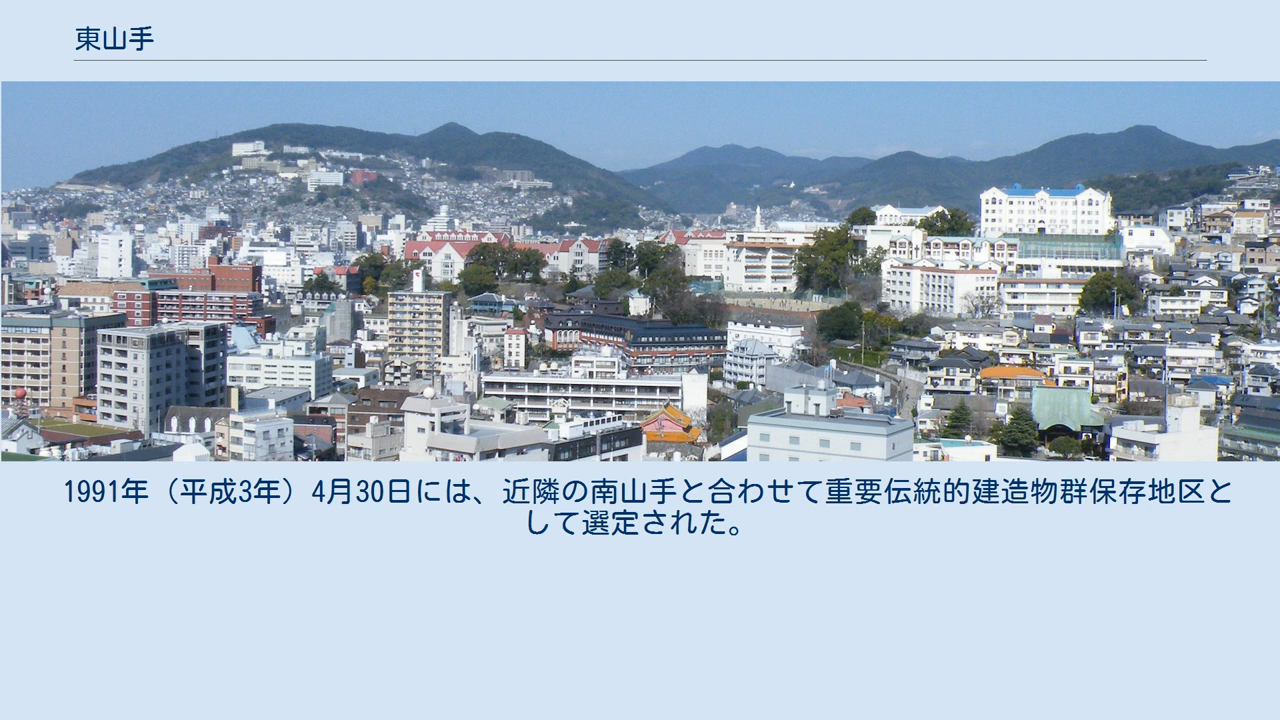 東山手
1991年（平成3年）4月30日には、近隣の南山手と合わせて重要伝統的建造物群保存地区と
して選定された。